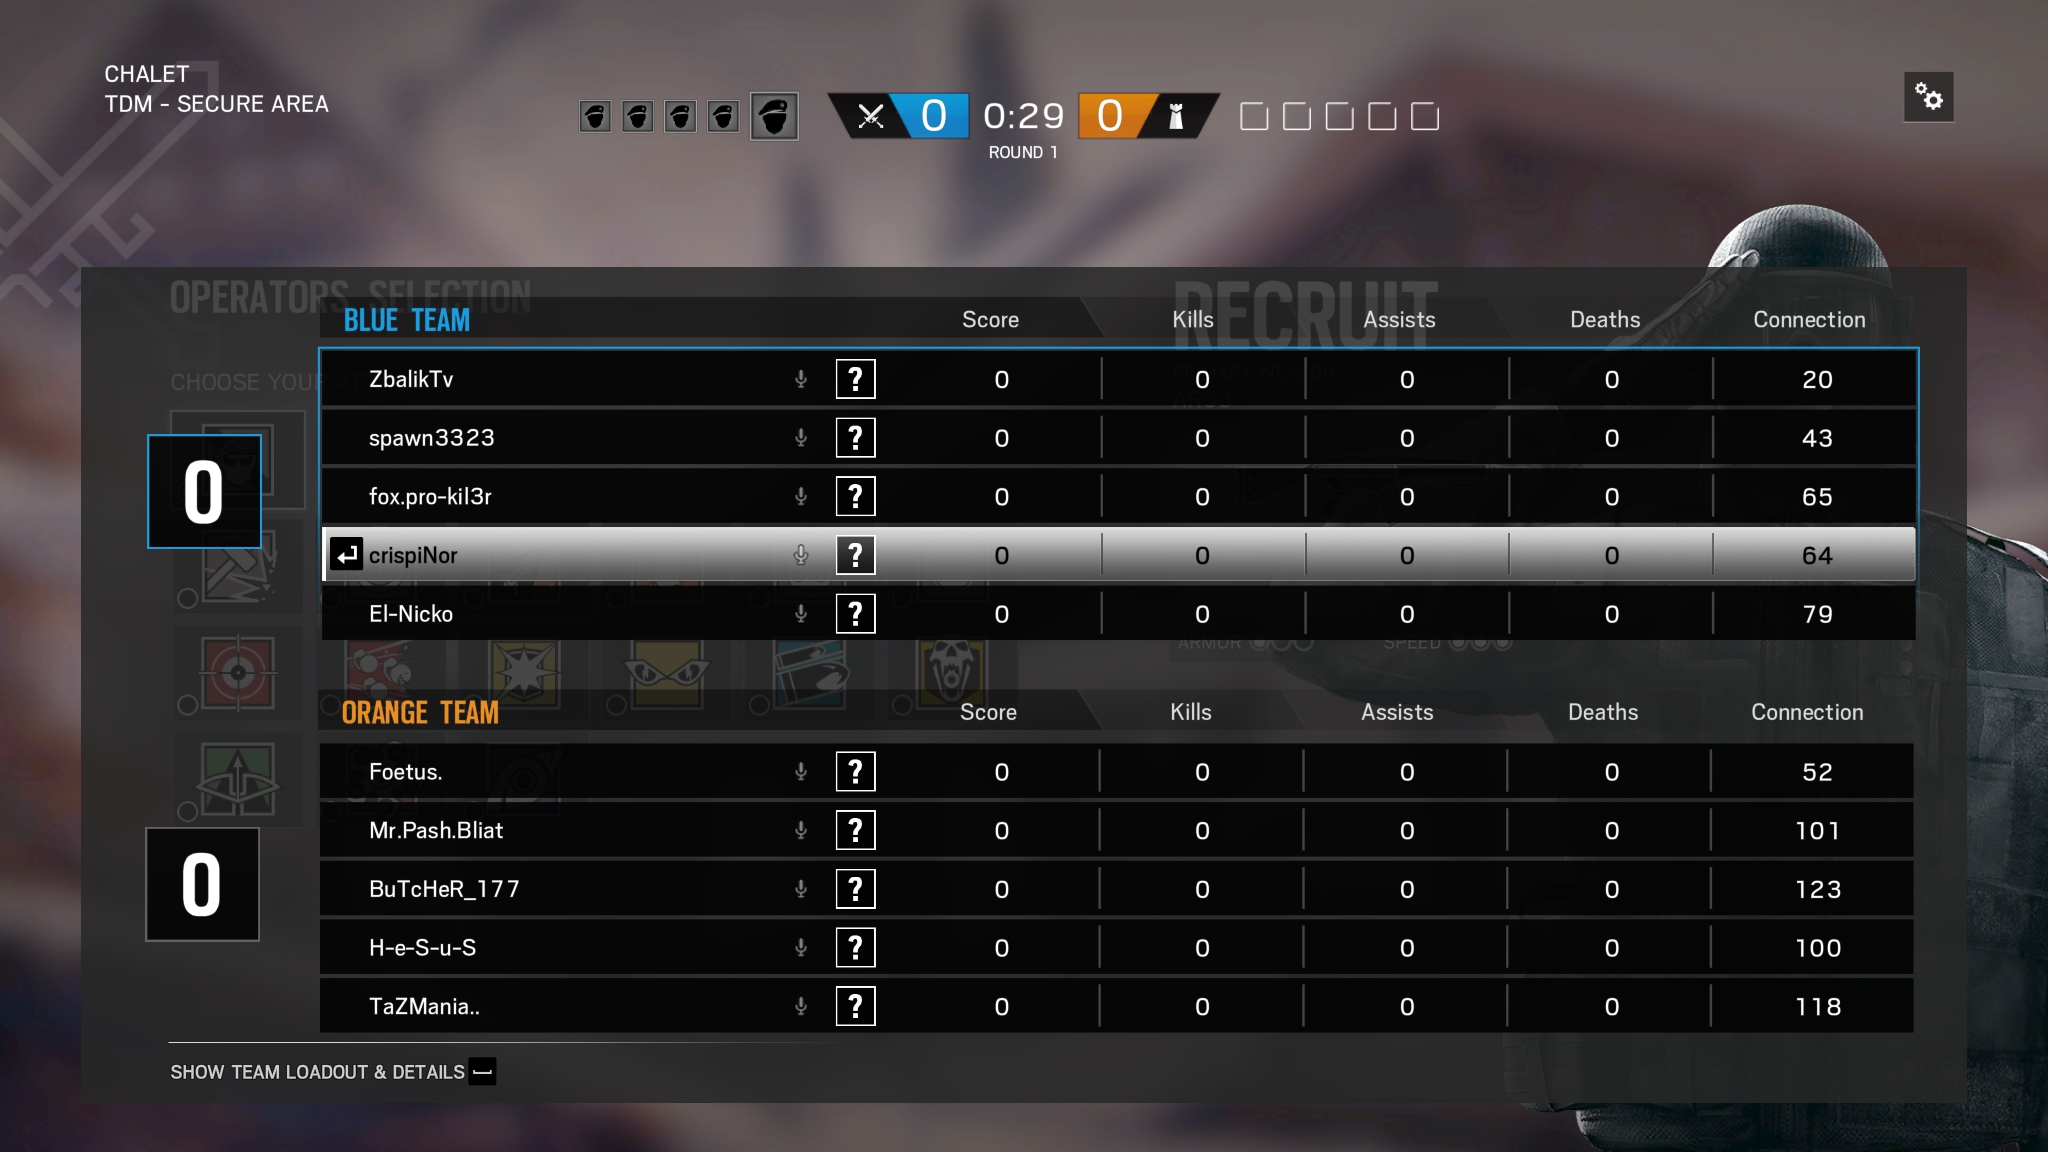 CHALET
TDM - SECURE AREA
0 0:29 0
ROUND 1
OPERATORS SELECTION
RECRUIT
BLUE TEAM Score Kills Assists Deaths Connection
CHOOSE YOUR
ZbalikTv ? 0 0 0 0 20
spawn3323 ? 0 0 0 0 43
0
fox.pro-kil3r ? 0 0 0 0 65
crispiNor ? 0 0 0 0 64
El-Nicko ? 0 0 0 0 79
ARMOR SPEED
ORANGE TEAM Score Kills Assists Deaths Connection
Foetus. ? 0 0 0 0 52
Mr.Pash.Bliat ? 0 0 0 0 101
0
BuTcHeR_177 ? 0 0 0 0 123
H-e-S-u-S ? 0 0 0 0 100
TaZMania.. ? 0 0 0 0 118
SHOW TEAM LOADOUT & DETAILS